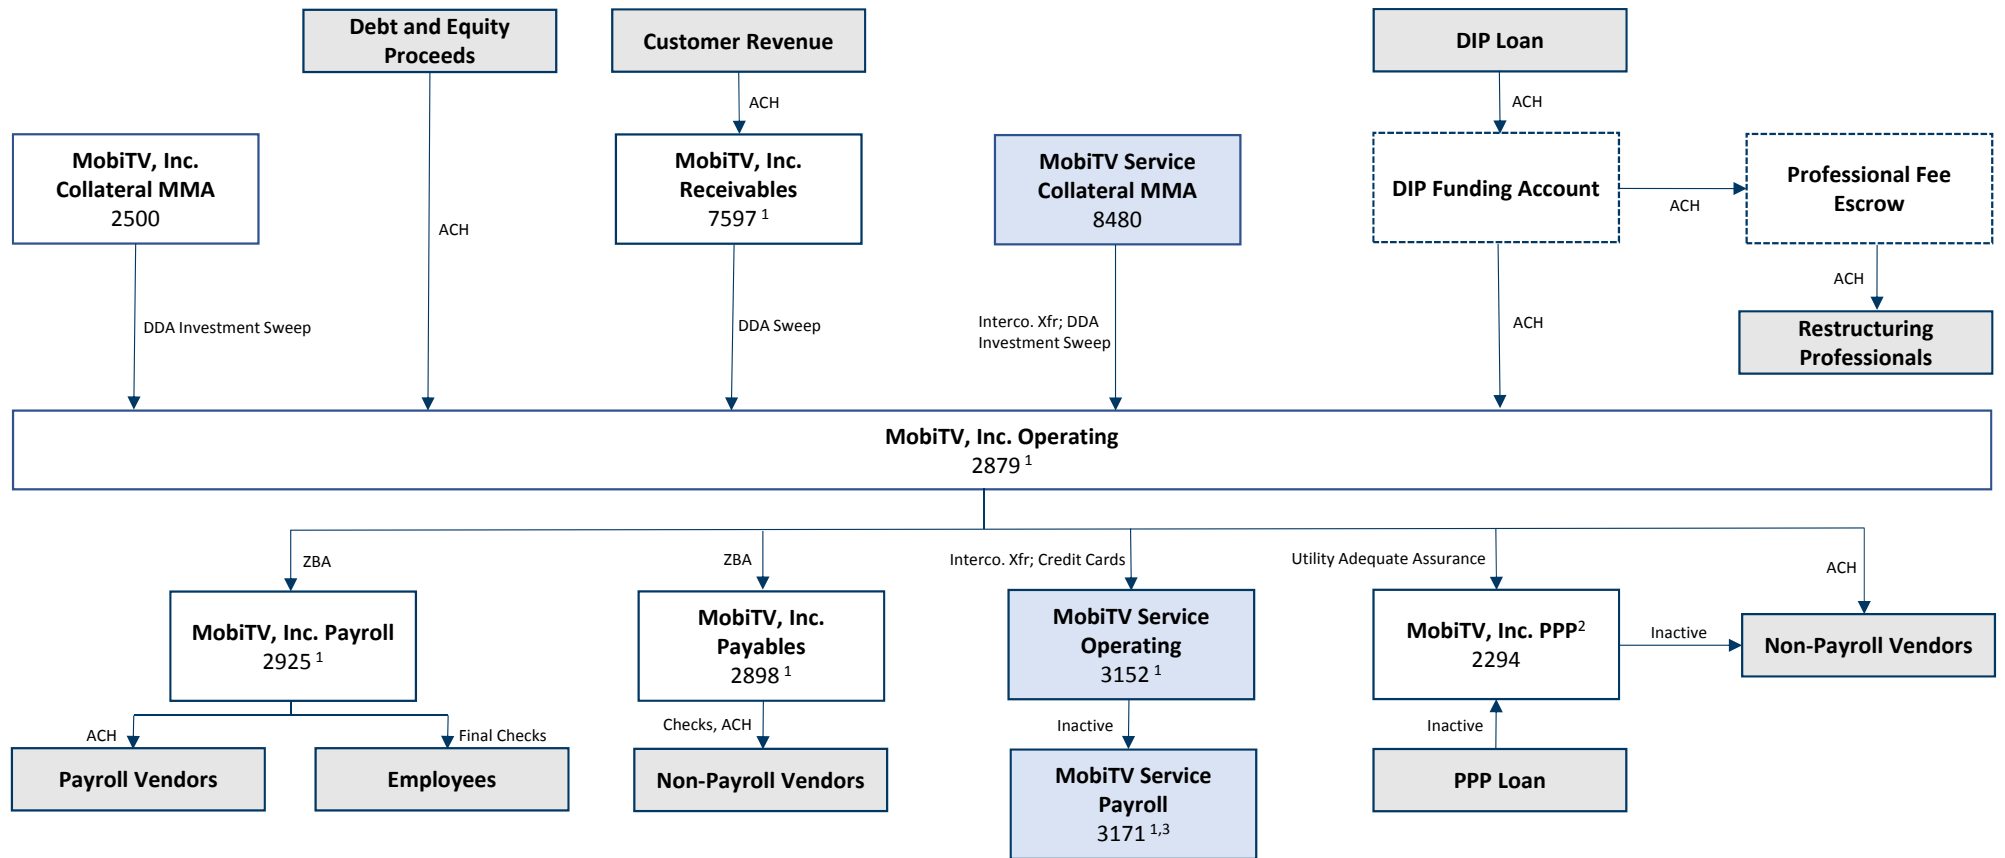 Debt and Equity
Proceeds
Customer Revenue
DIP Loan
ACH
ACH
MobiTV, Inc.
Collateral MMA
2500
MobiTV, Inc.
Receivables
7597 1
MobiTV Service
Collateral MMA
8480
DIP Funding Account
ACH
Professional Fee
Escrow
ACH
ACH
DDA Investment Sweep
DDA Sweep
Interco. Xfr; DDA
Investment Sweep
ACH
Restructuring
Professionals
MobiTV, Inc. Operating
2879 1
ZBA
ZBA
Interco. Xfr; Credit Cards
Utility Adequate Assurance
ACH
MobiTV, Inc. Payroll
2925 1
MobiTV, Inc.
Payables
2898 1
MobiTV Service
Operating
3152 1
MobiTV, Inc. PPP2
2294
Inactive
Non-Payroll Vendors
ACH
Final Checks
Checks, ACH
Inactive
Inactive
Payroll Vendors
Employees
Non-Payroll Vendors
MobiTV Service
Payroll
3171 1,3
PPP Loan